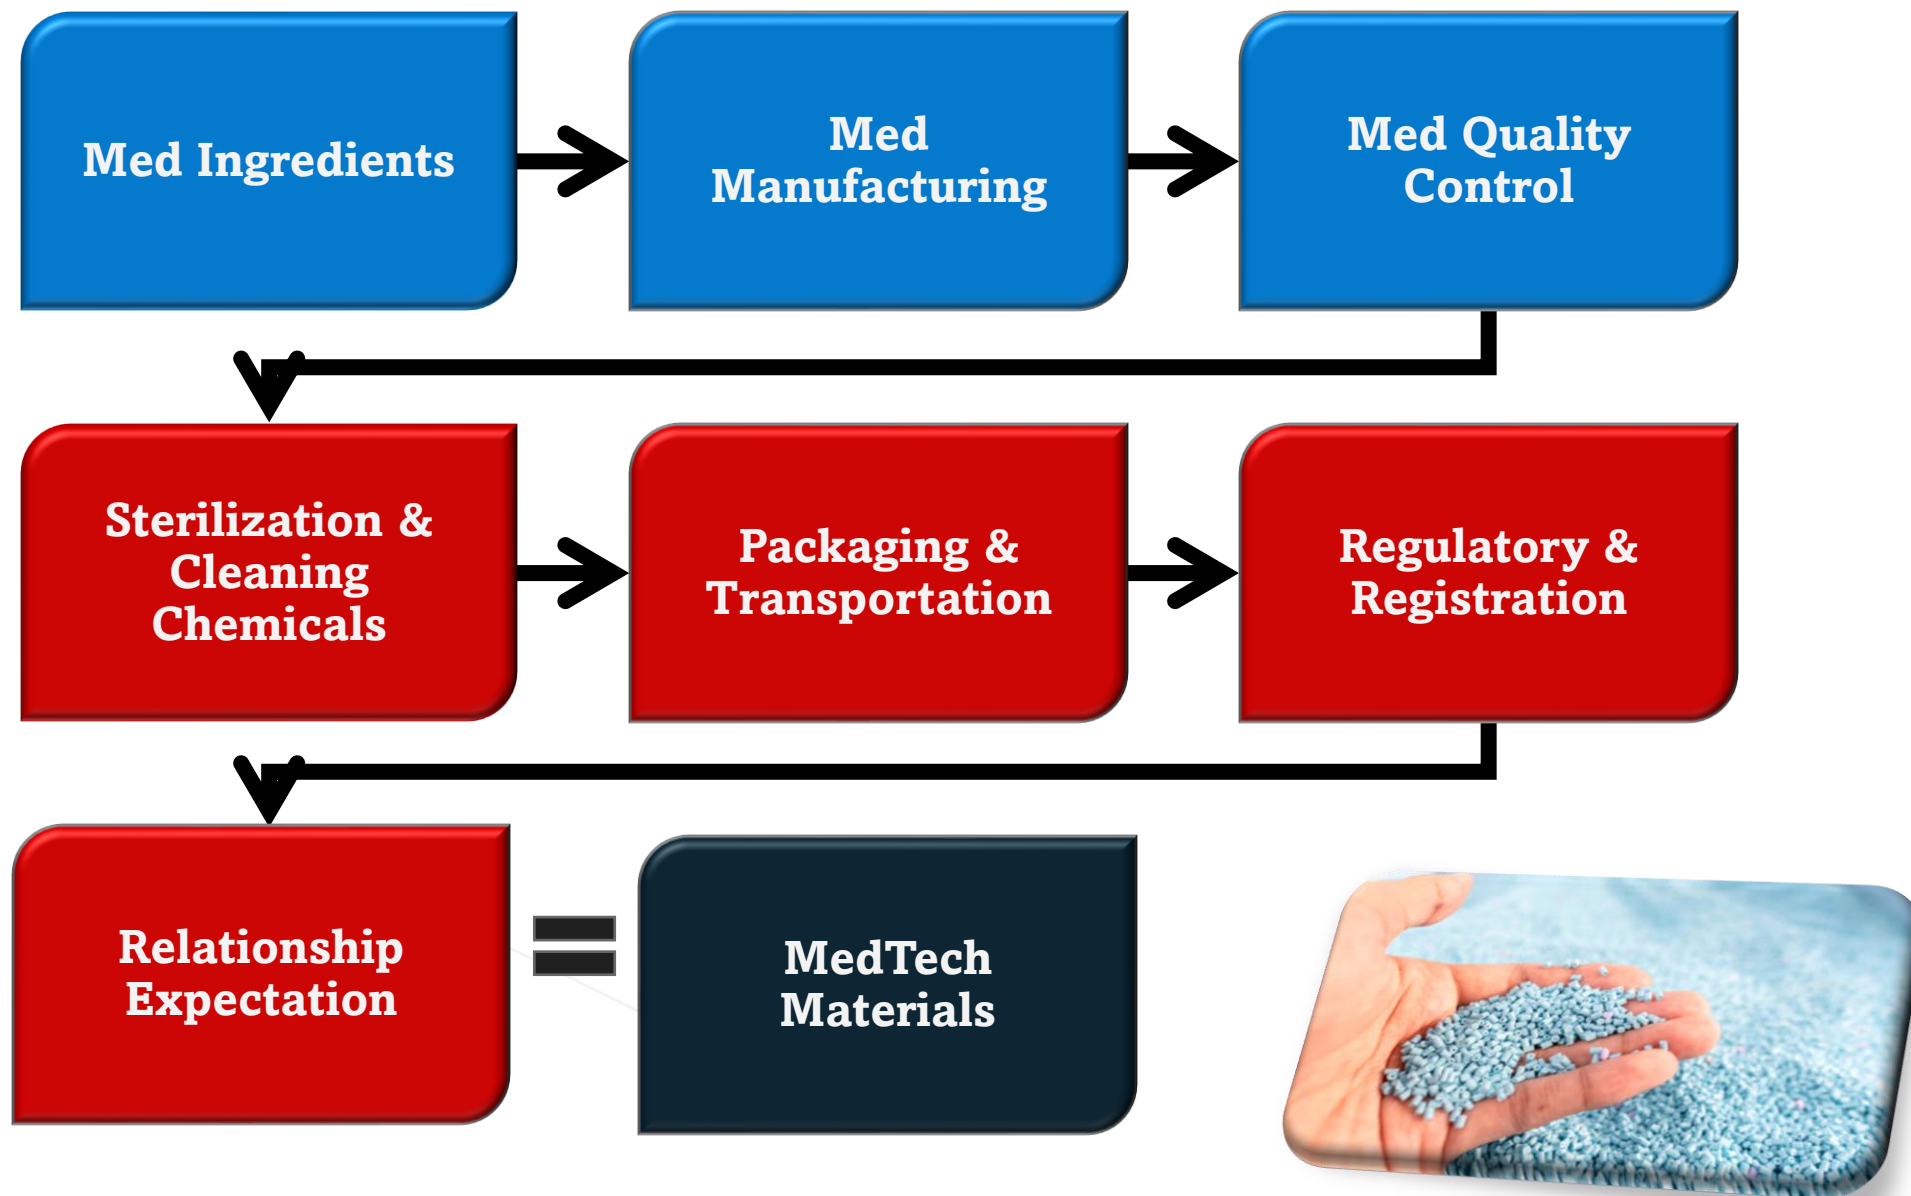 Med Ingredients
Med
Manufacturing
Med Quality
Control
Sterilization &
Cleaning
Chemicals
Packaging &
Transportation
Regulatory &
Registration
Relationship
Expectation
MedTech
Materials